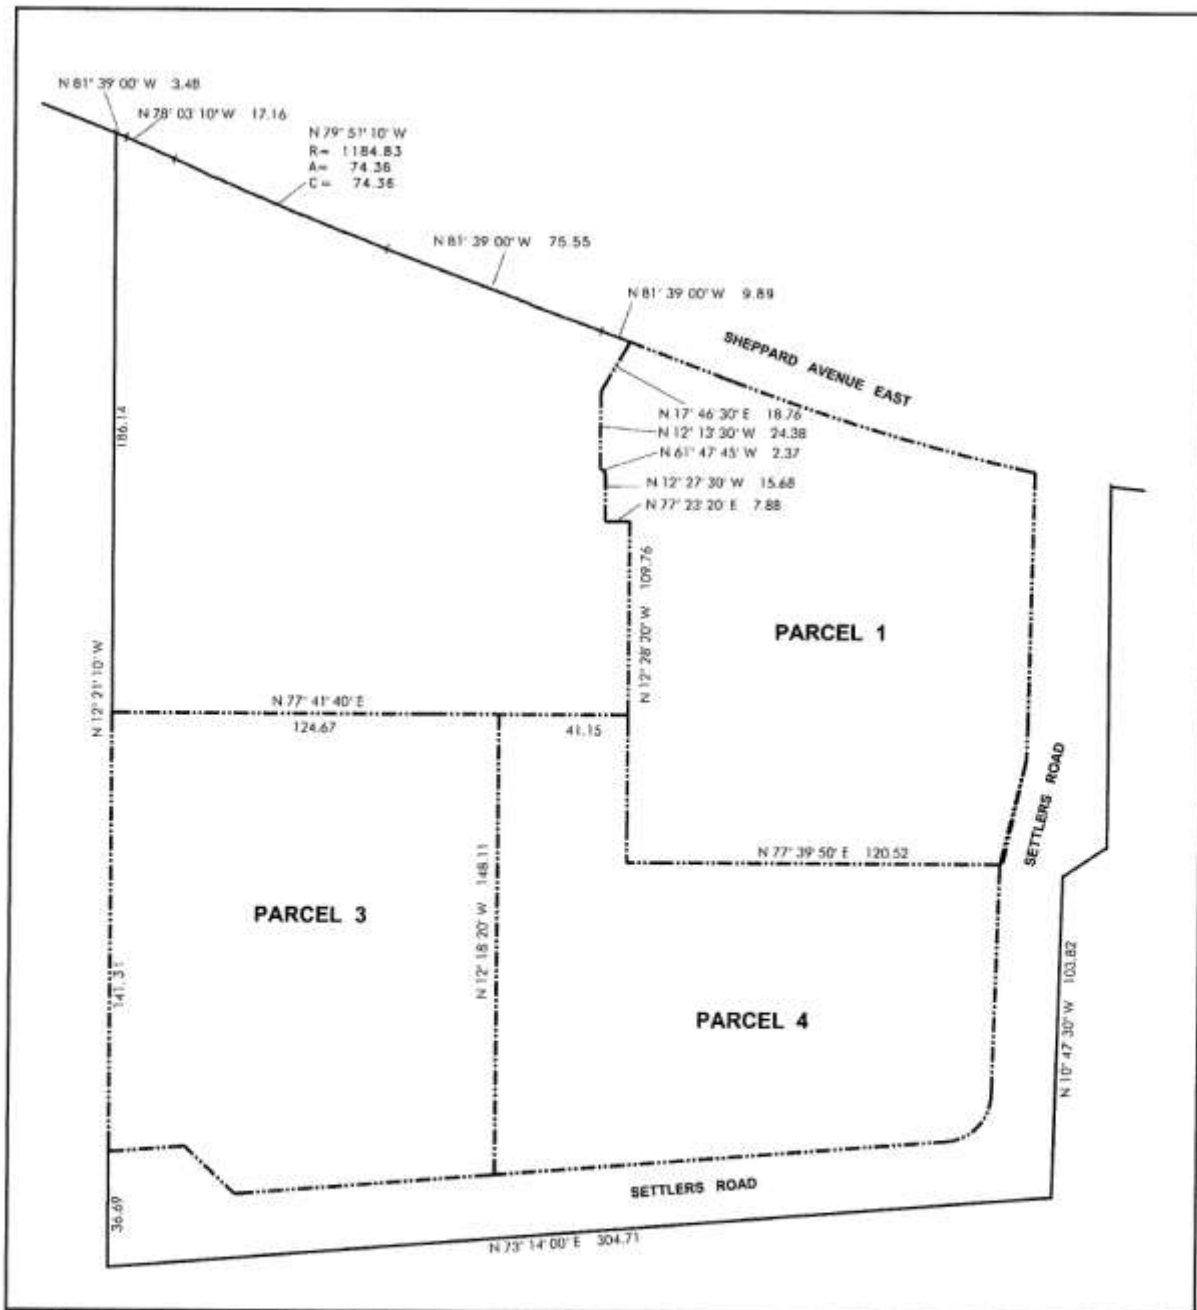 N 81° 39' 00" W 3.48
N 78° 03' 10" W 17.16
N 79° 51' 10" W
R= 1184.83
A= 74.36
C= 74.36
N 81° 39' 00" W 75.55
N 81° 39' 00" W 9.89
SHEPPARD AVENUE EAST
N 17° 46' 30" E 18.76
N 12° 13' 30" W 24.38
N 61° 47' 45" W 2.37
N 12° 27' 30" W 15.68
N 77° 23' 20" E 7.88
186.14
N 12° 28' 20" W 109.76
PARCEL 1
N 12° 21' 10" W
N 77° 41' 40" E
124.67
41.15
SETTLERS ROAD
N 77° 39' 50" E 120.52
N 12° 18' 20" W 148.11
PARCEL 3
141.31
PARCEL 4
N 10° 47' 30" W 103.82
SETTLERS ROAD
36.69
N 73° 14' 00" E 304.71